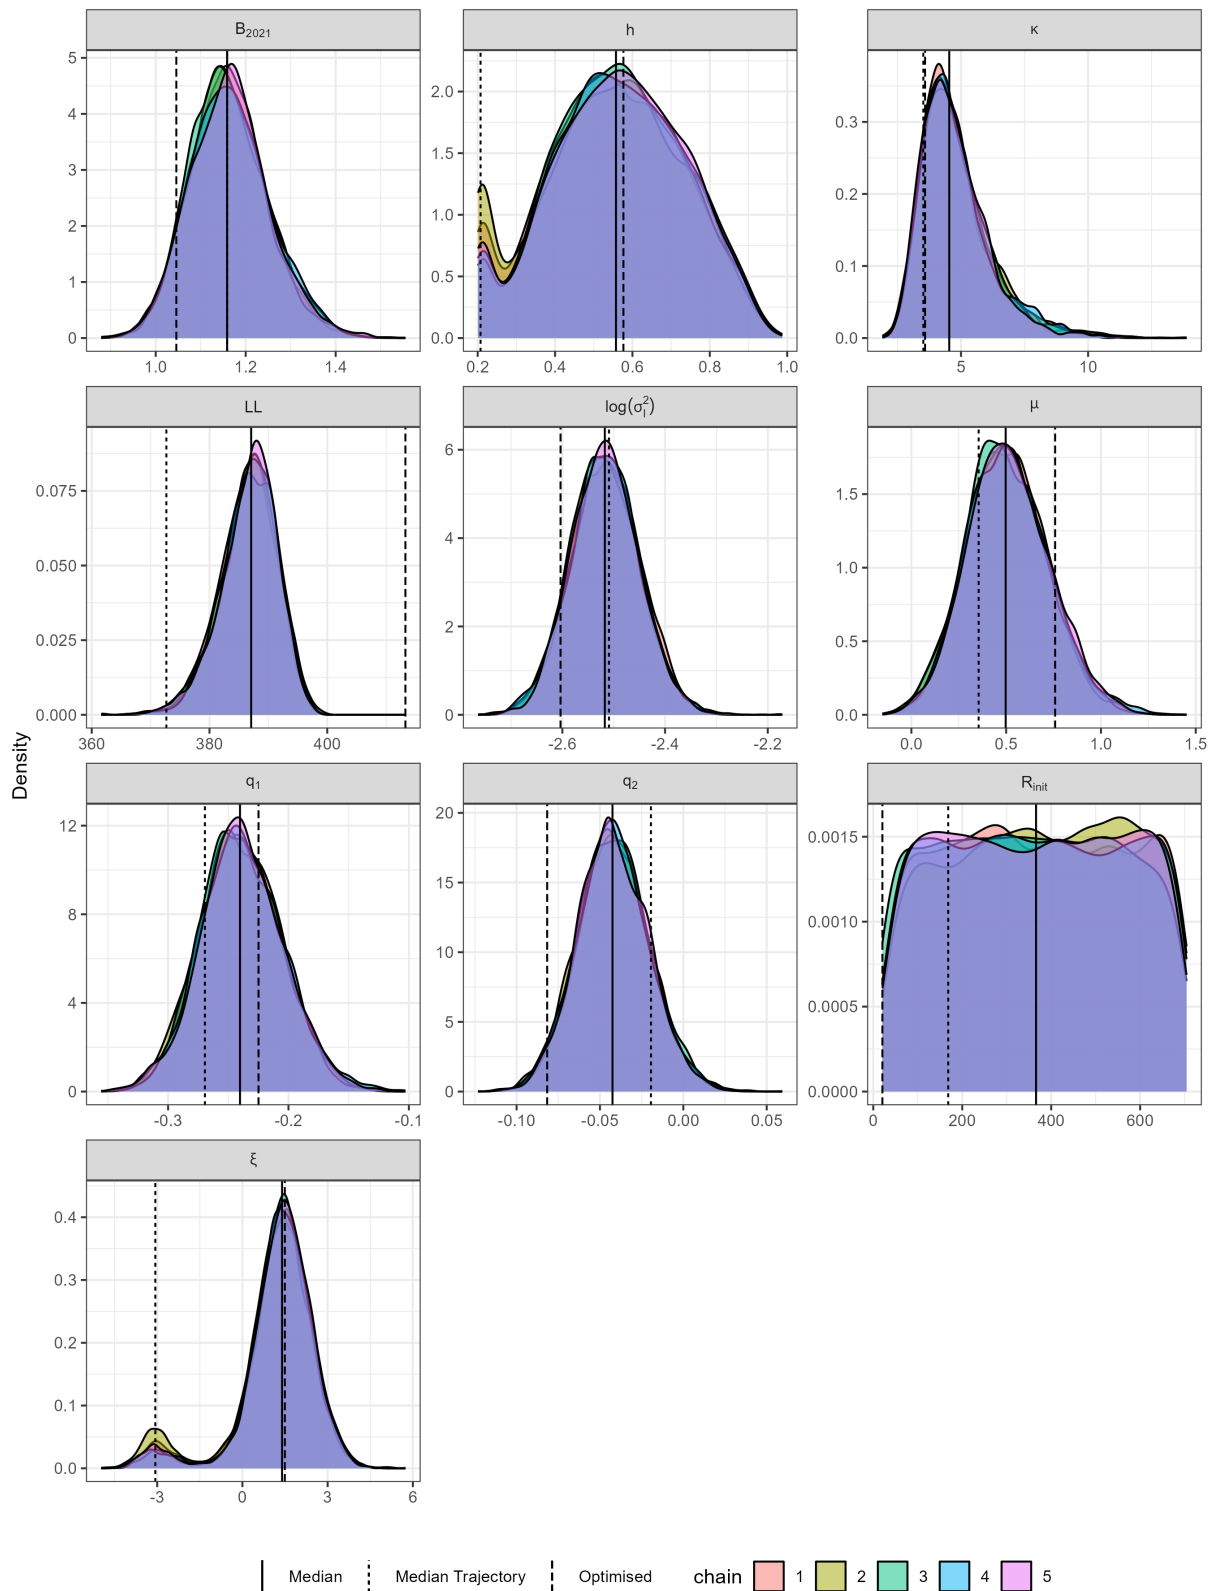 B2021
h
κ
5
4
3
2
1
0
1.0 1.2 1.4
2.0
1.5
1.0
0.5
0.0
0.2 0.4 0.6 0.8 1.0
0.3
0.2
0.1
0.0
5 10
LL
log(σI2)
μ
0.075
0.050
0.025
0.000
360 380 400
6
4
2
0
-2.6 -2.4 -2.2
1.5
1.0
0.5
0.0
0.0 0.5 1.0 1.5
Density
q1
q2
Rinit
12
8
4
0
-0.3 -0.2 -0.1
20
15
10
5
0
-0.10 -0.05 0.00 0.05
0.0015
0.0010
0.0005
0.0000
0 200 400 600
ξ
0.4
0.3
0.2
0.1
0.0
-3 0 3 6
Median Median Trajectory Optimised chain 1 2 3 4 5